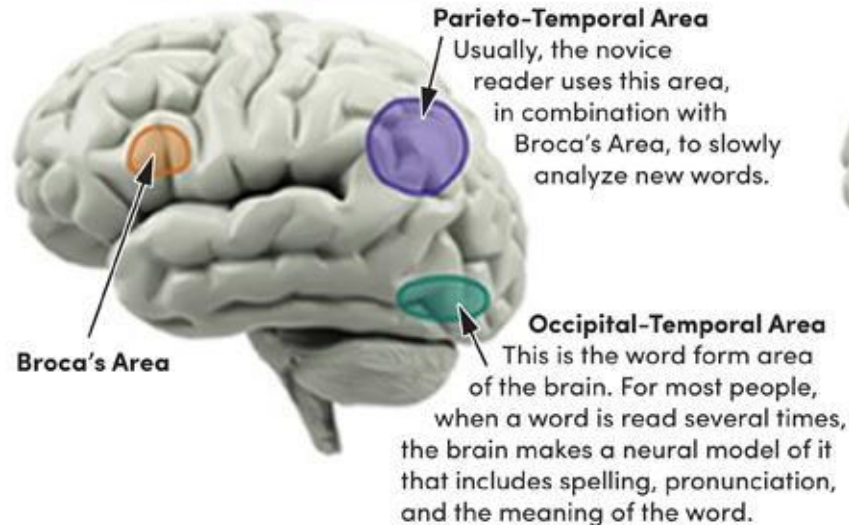 Parieto-Temporal Area
Usually, the novice
reader uses this area,
in combination with
Broca's Area, to slowly
analyze new words.
Broca's Area
Occipital-Temporal Area
This is the word form area
of the brain. For most people,
when a word is read several times,
the brain makes a neural model of it
that includes spelling, pronunciation,
and the meaning of the word.